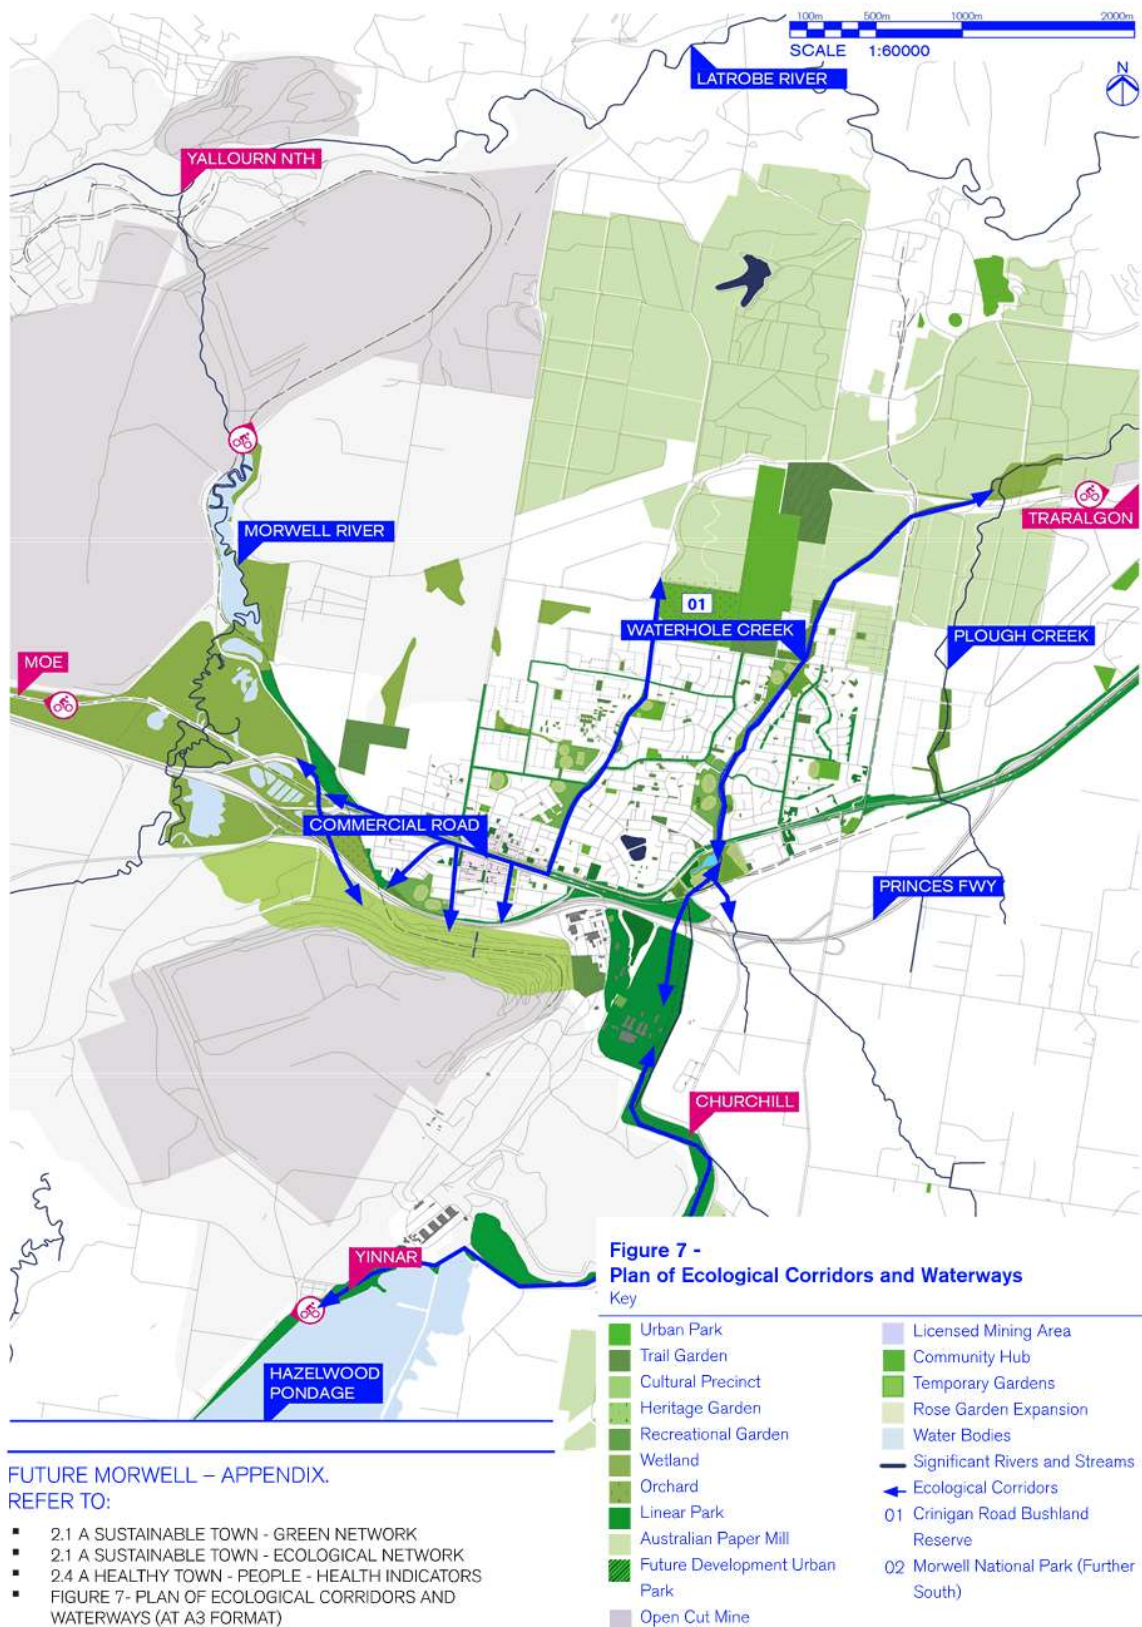 100m 500m 1000m 2000m
SCALE 1:60000
N
LATROBE RIVER
YALLOURN NTH
MORWELL RIVER
TRARALGON
01
WATERHOLE CREEK
PLOUGH CREEK
MOE
COMMERCIAL ROAD
PRINCES FWY
CHURCHILL
YINNAR
HAZELWOOD
PONDAGE
Figure 7 -
Plan of Ecological Corridors and Waterways
Key
Urban Park
Trail Garden
Cultural Precinct
Heritage Garden
Recreational Garden
Wetland
Orchard
Linear Park
Australian Paper Mill
Future Development Urban
Park
Open Cut Mine
Licensed Mining Area
Community Hub
Temporary Gardens
Rose Garden Expansion
Water Bodies
Significant Rivers and Streams
Ecological Corridors
01 Crinigan Road Bushland
Reserve
02 Morwell National Park (Further
South)
FUTURE MORWELL – APPENDIX.
REFER TO:
▪ 2.1 A SUSTAINABLE TOWN - GREEN NETWORK
▪ 2.1 A SUSTAINABLE TOWN - ECOLOGICAL NETWORK
▪ 2.4 A HEALTHY TOWN - PEOPLE - HEALTH INDICATORS
▪ FIGURE 7- PLAN OF ECOLOGICAL CORRIDORS AND
WATERWAYS (AT A3 FORMAT)